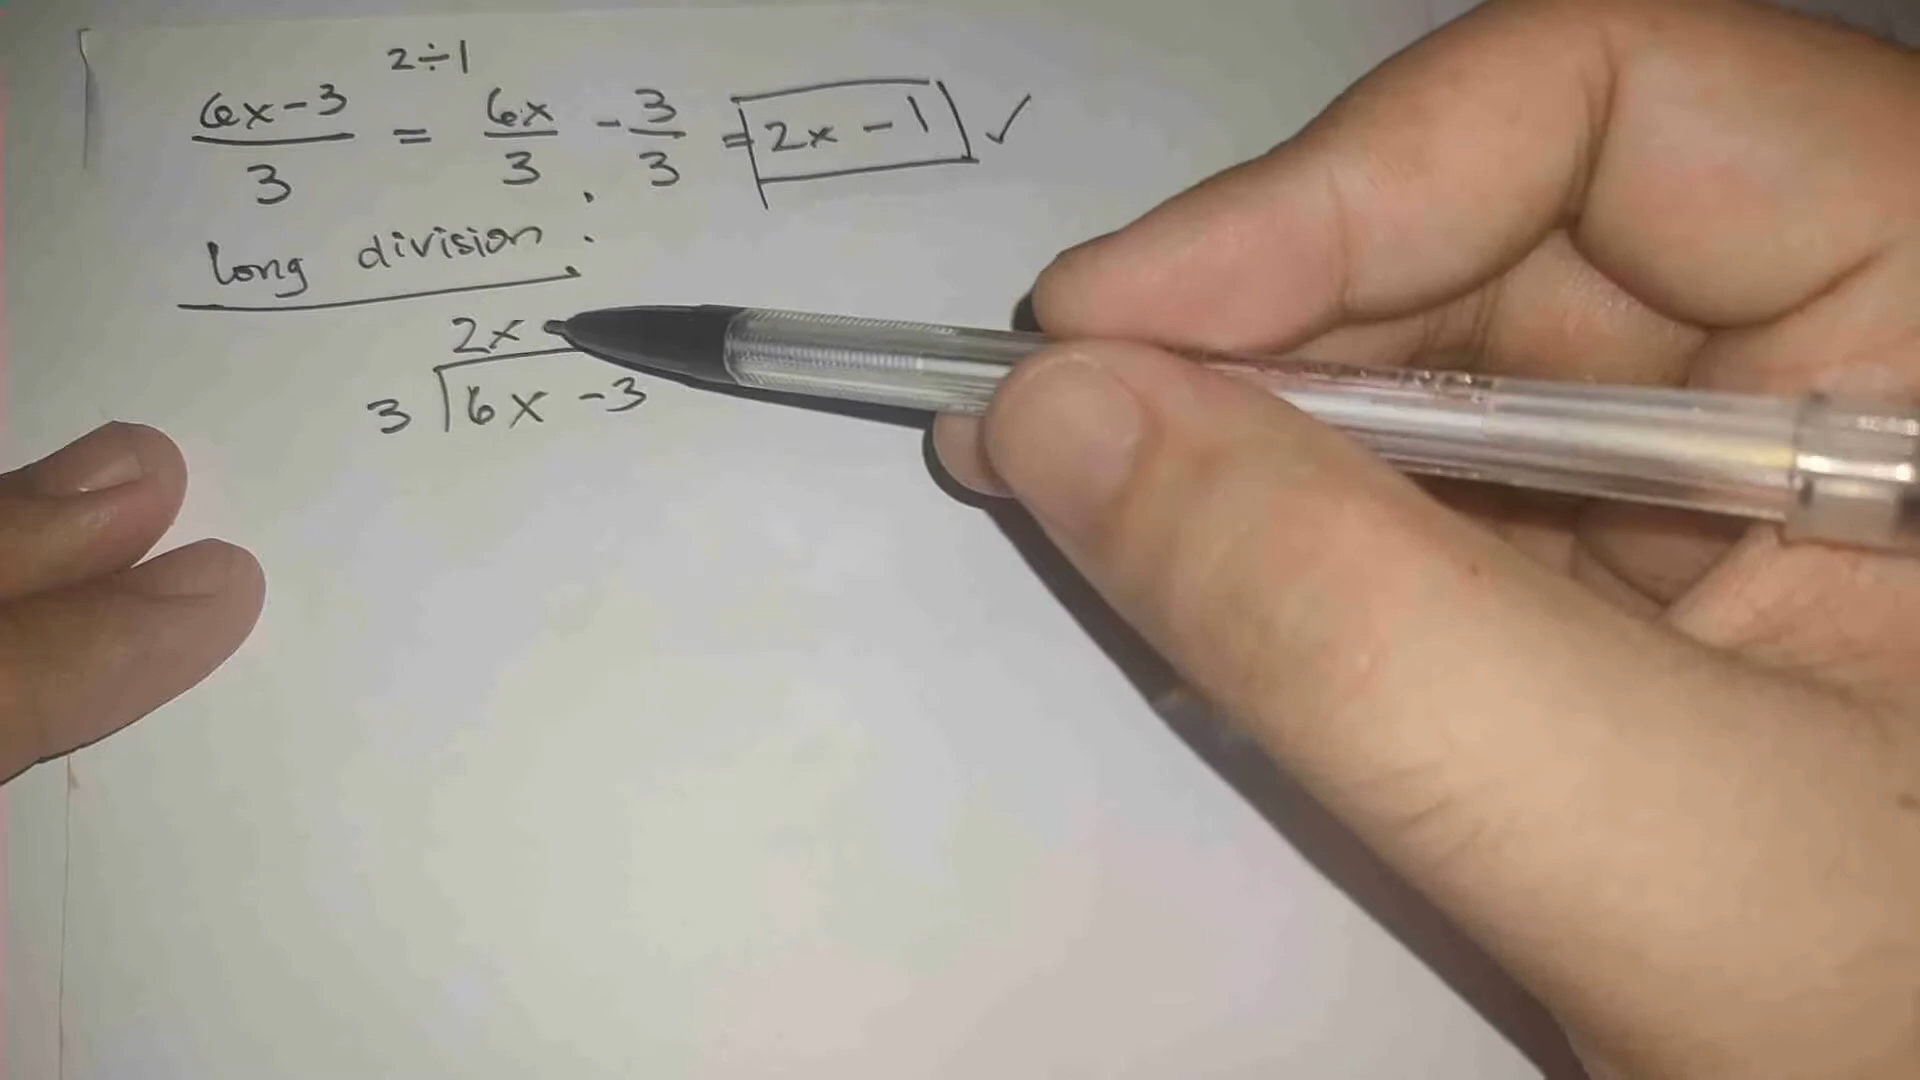 2÷1
6x-3/3 = 6x/3 - 3/3 = 2x - 1 ✓
long division :
2x
3 6x -3